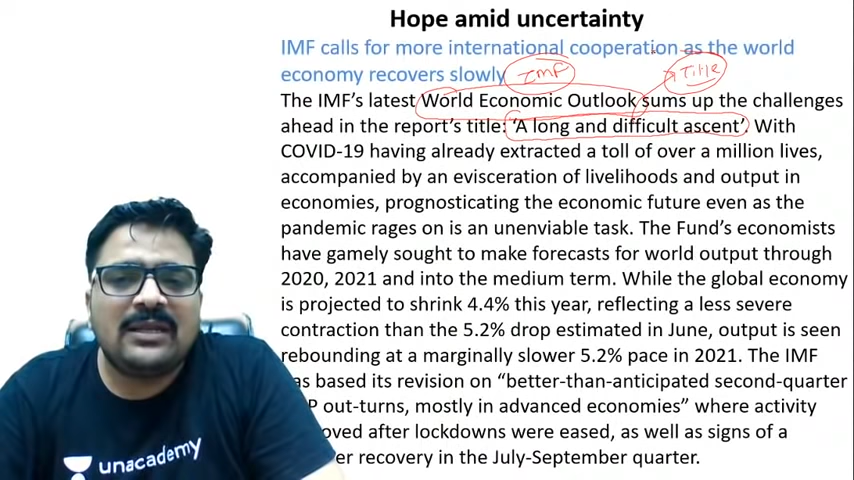 Hope amid uncertainty
IMF calls for more international cooperation as the world
economy recovers slowly IMF Title
The IMF's latest World Economic Outlook sums up the challenges
ahead in the report's title: 'A long and difficult ascent'. With
COVID-19 having already extracted a toll of over a million lives,
accompanied by an evisceration of livelihoods and output in
economies, prognosticating the economic future even as the
pandemic rages on is an unenviable task. The Fund's economists
have gamely sought to make forecasts for world output through
2020, 2021 and into the medium term. While the global economy
is projected to shrink 4.4% this year, reflecting a less severe
contraction than the 5.2% drop estimated in June, output is seen
rebounding at a marginally slower 5.2% pace in 2021. The IMF
as based its revision on "better-than-anticipated second-quarter
P out-turns, mostly in advanced economies" where activity
oved after lockdowns were eased, as well as signs of a
er recovery in the July-September quarter.
unacademy